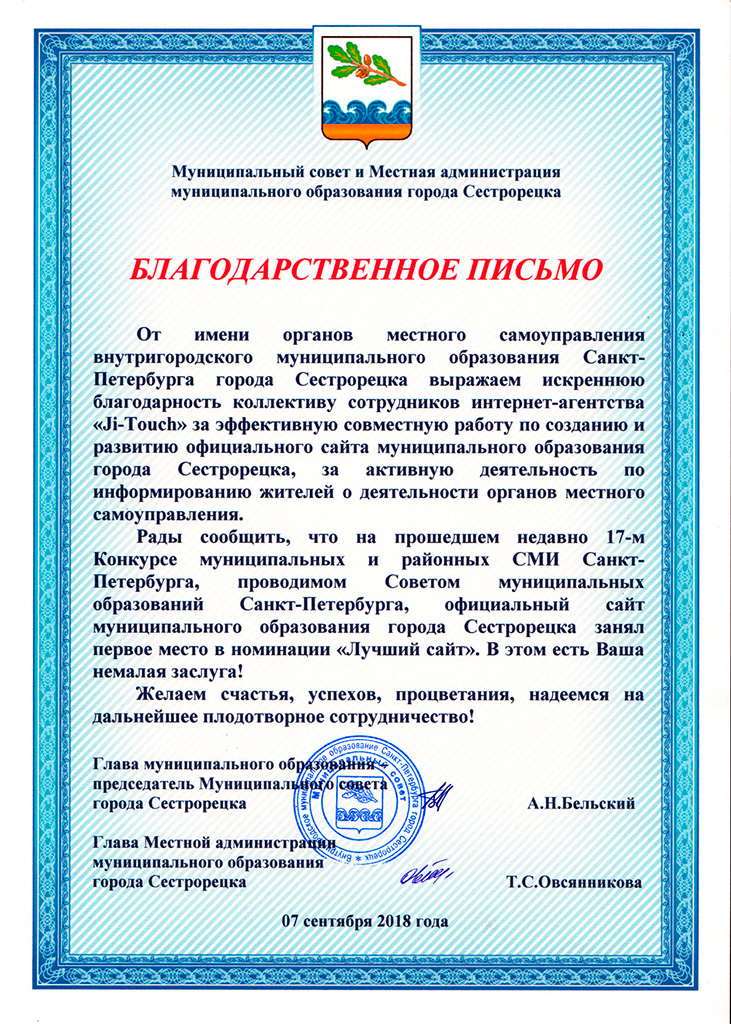 Муниципальный совет и Местная администрация
муниципального образования города Сестрорецка
БЛАГОДАРСТВЕННОЕ ПИСЬМО
От имени органов местного самоуправления
внутригородского муниципального образования Санкт-
Петербурга города Сестрорецка выражаем искреннюю
благодарность коллективу сотрудников интернет-агентства
«Ji-Touch» за эффективную совместную работу по созданию и
развитию официального сайта муниципального образования
города Сестрорецка, за активную деятельность по
информированию жителей о деятельности органов местного
самоуправления.
Рады сообщить, что на прошедшем недавно 17-м
Конкурсе муниципальных и районных СМИ Санкт-
Петербурга, проводимом Советом муниципальных
образований Санкт-Петербурга, официальный сайт
муниципального образования города Сестрорецка занял
первое место в номинации «Лучший сайт». В этом есть Ваша
немалая заслуга!
Желаем счастья, успехов, процветания, надеемся на
дальнейшее плодотворное сотрудничество!
Глава муниципального образования –
председатель Муниципального совета
города Сестрорецка А.Н.Бельский
Муниципальный совет
Внутригородское муниципальное образование Санкт-Петербурга город Сестрорецк
Глава Местной администрации
муниципального образования
города Сестрорецка Т.С.Овсянникова
07 сентября 2018 года